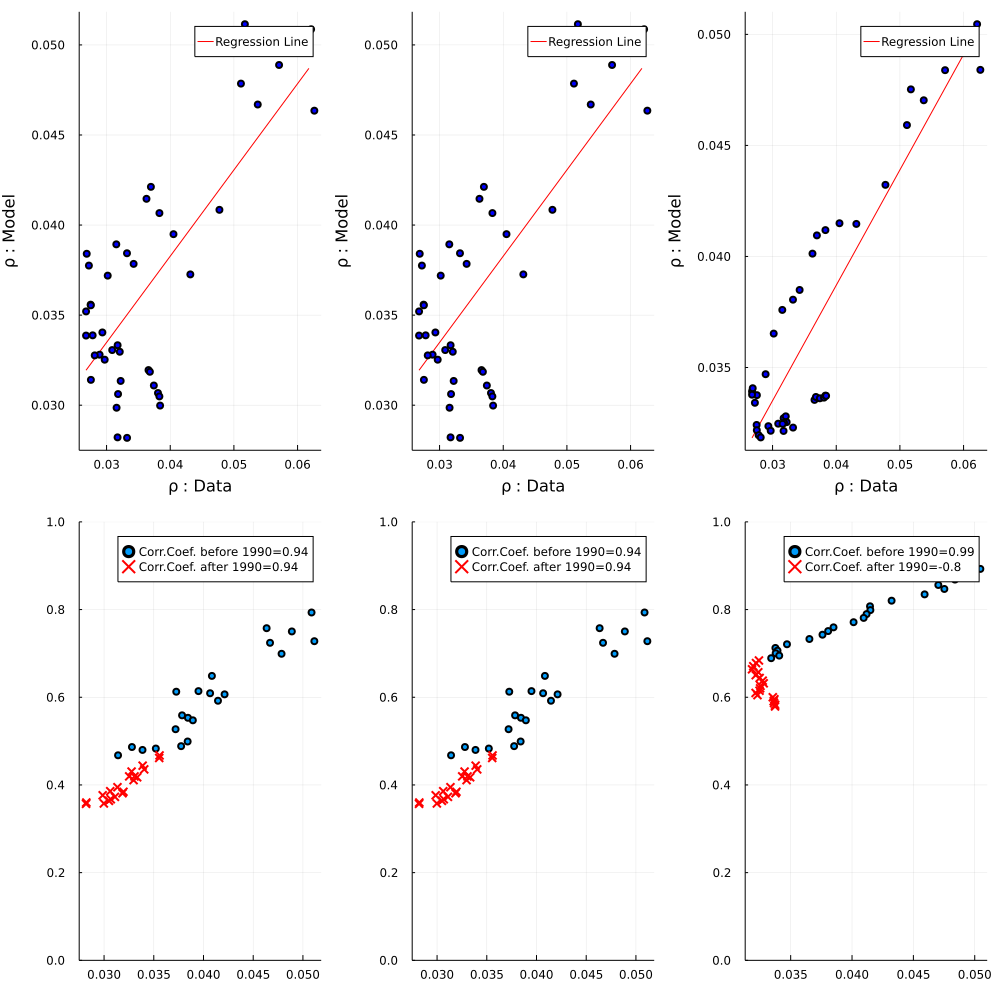 0.050
0.045
0.040
0.035
0.030
ρ : Model
Regression Line
0.03 0.04 0.05 0.06
ρ : Data
0.050
0.045
0.040
0.035
0.030
ρ : Model
Regression Line
0.03 0.04 0.05 0.06
ρ : Data
0.050
0.045
0.040
0.035
ρ : Model
Regression Line
0.03 0.04 0.05 0.06
ρ : Data
1.0
0.8
0.6
0.4
0.2
0.0
Corr.Coef. before 1990=0.94
Corr.Coef. after 1990=0.94
0.030 0.035 0.040 0.045 0.050
1.0
0.8
0.6
0.4
0.2
0.0
Corr.Coef. before 1990=0.94
Corr.Coef. after 1990=0.94
0.030 0.035 0.040 0.045 0.050
1.0
0.8
0.6
0.4
0.2
0.0
Corr.Coef. before 1990=0.99
Corr.Coef. after 1990=-0.8
0.035 0.040 0.045 0.050